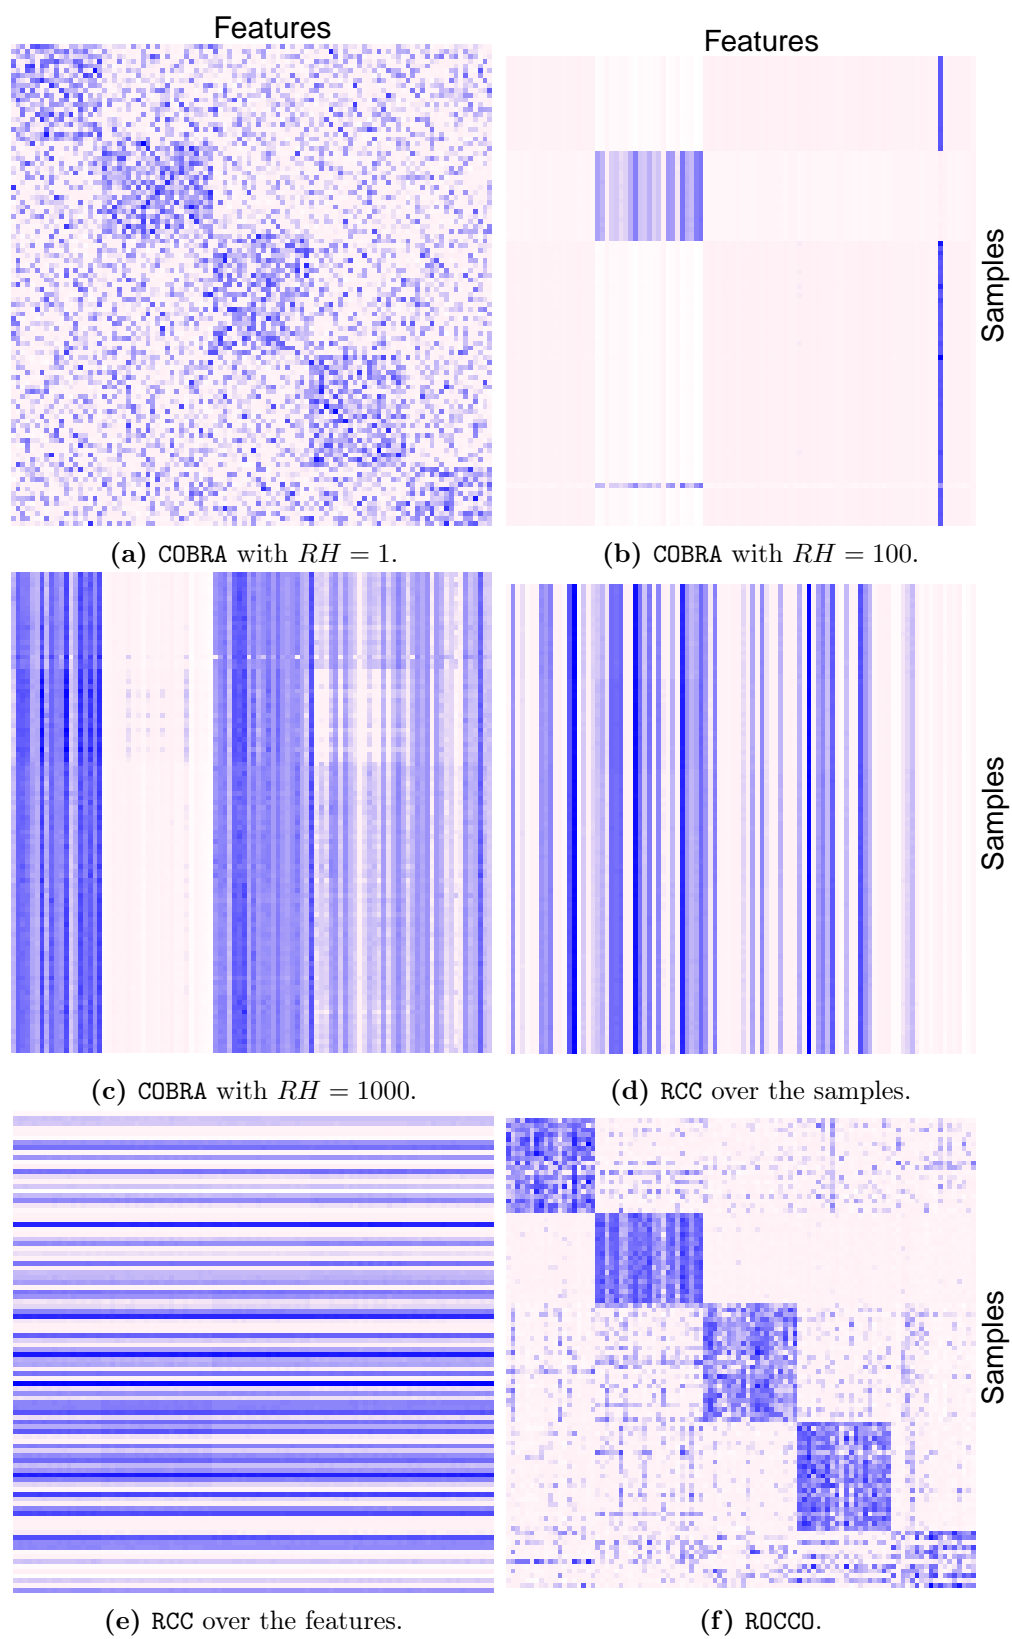 Features
Features
Samples
(a) COBRA with RH = 1.
(b) COBRA with RH = 100.
Samples
(c) COBRA with RH = 1000.
(d) RCC over the samples.
Samples
(e) RCC over the features.
(f) ROCCO.